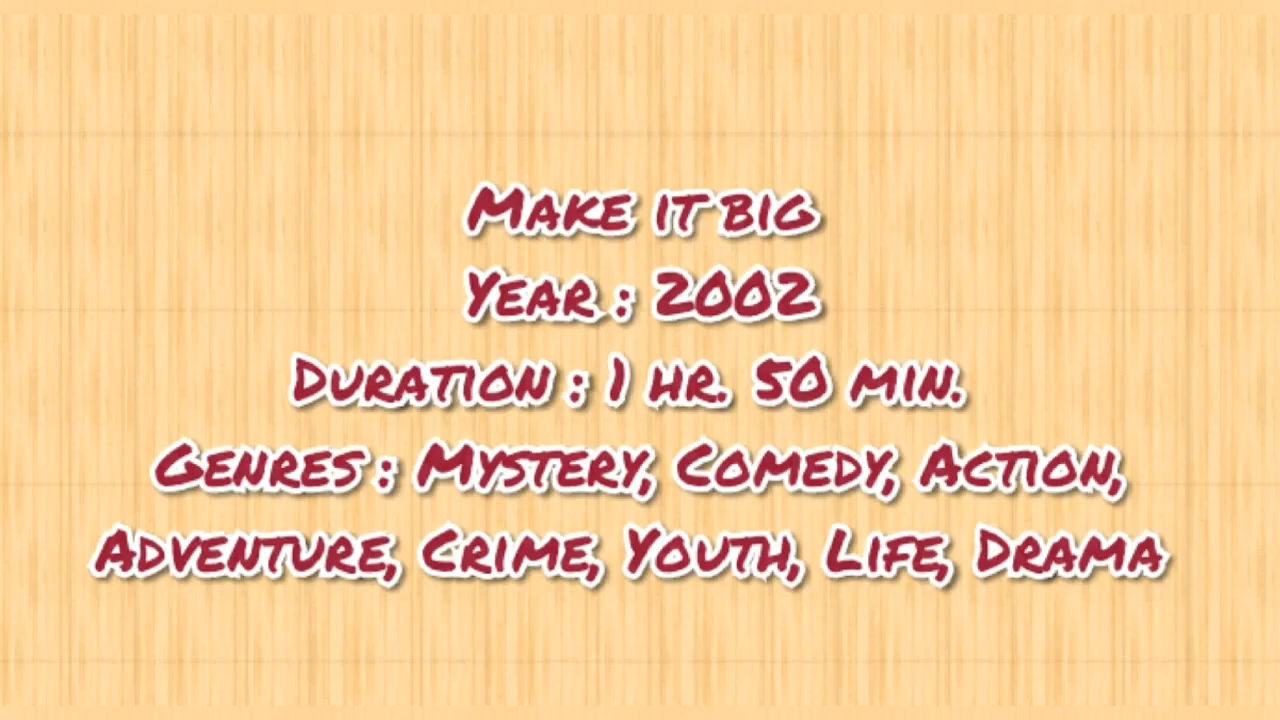 Make it big
Year : 2002
Duration : 1 hr. 50 min.
Genres : Mystery, Comedy, Action,
Adventure, Crime, Youth, Life, Drama